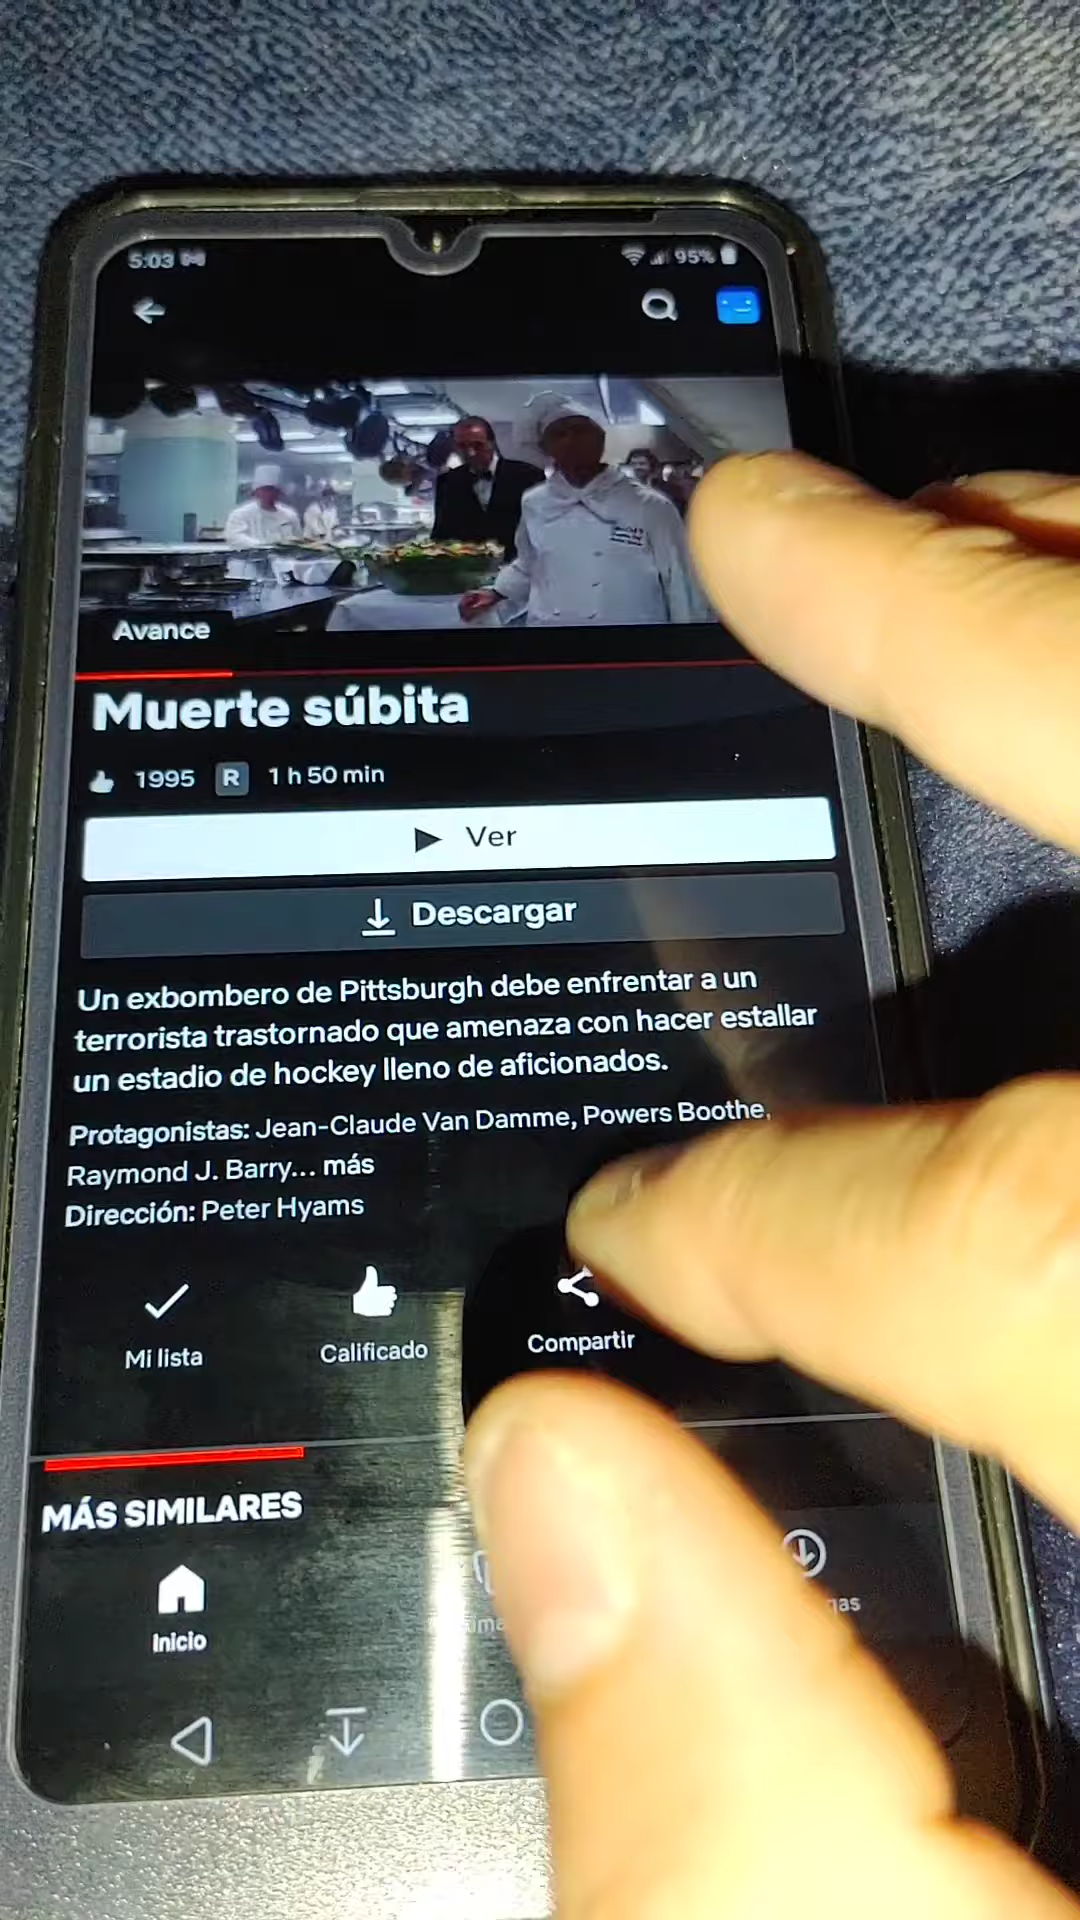 5:03
95%
Avance
Muerte súbita
1995 R 1 h 50 min
Ver
Descargar
Un exbombero de Pittsburgh debe enfrentar a un
terrorista trastornado que amenaza con hacer estallar
un estadio de hockey lleno de aficionados.
Protagonistas: Jean-Claude Van Damme, Powers Boothe,
Raymond J. Barry... más
Dirección: Peter Hyams
Mi lista
Calificado
Compartir
MÁS SIMILARES
Inicio